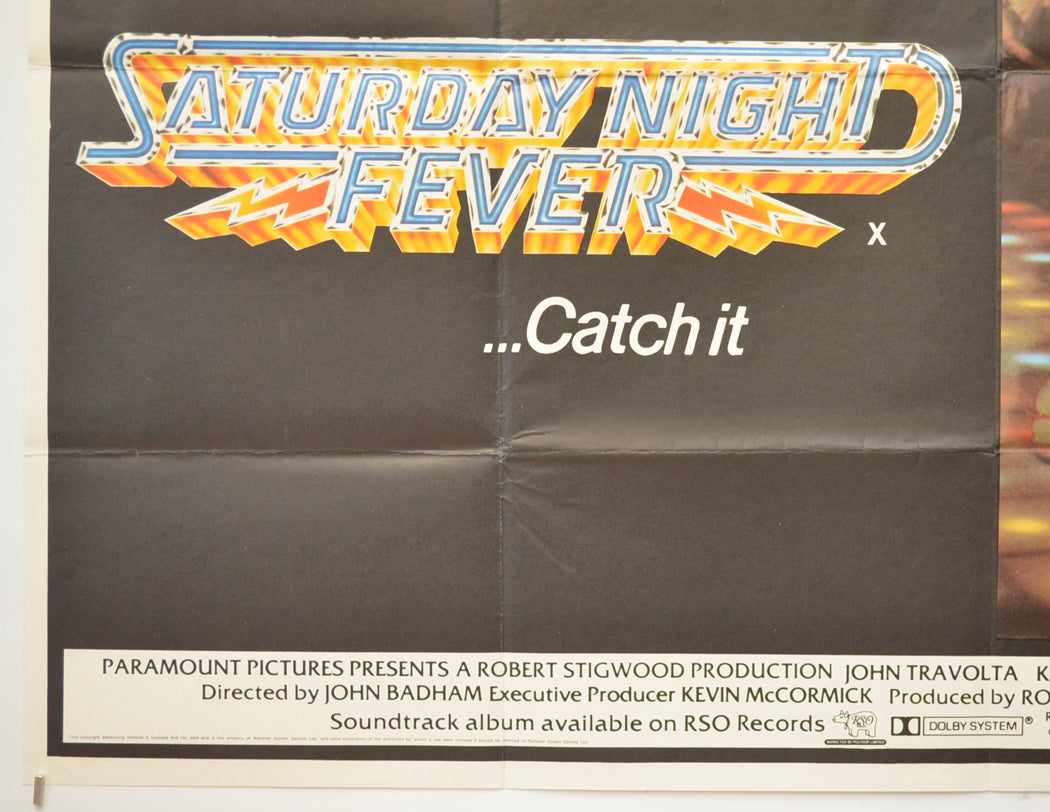 SATURDAY NIGHT
FEVER
X
...Catch it
PARAMOUNT PICTURES PRESENTS A ROBERT STIGWOOD PRODUCTION JOHN TRAVOLTA K
Directed by JOHN BADHAM Executive Producer KEVIN McCORMICK Produced by RO
Soundtrack album available on RSO Records RSO DOLBY SYSTEM ®